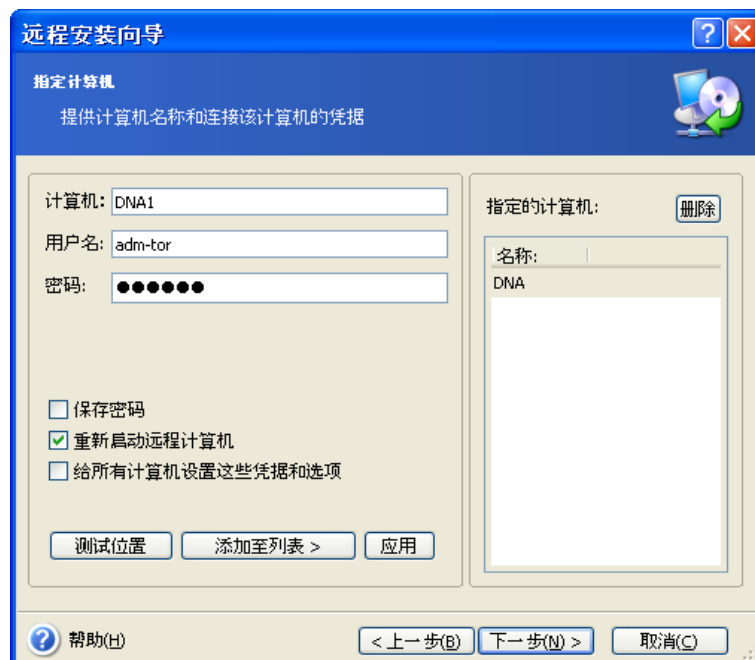 远程安装向导
指定计算机
提供计算机名称和连接该计算机的凭据
计算机: DNA1
用户名: adm-tor
密码: ●●●●●●
保存密码
重新启动远程计算机
给所有计算机设置这些凭据和选项
测试位置 添加至列表 > 应用
指定的计算机: 删除
名称:
DNA
帮助(H) < 上一步(B) 下一步(N) > 取消(C)